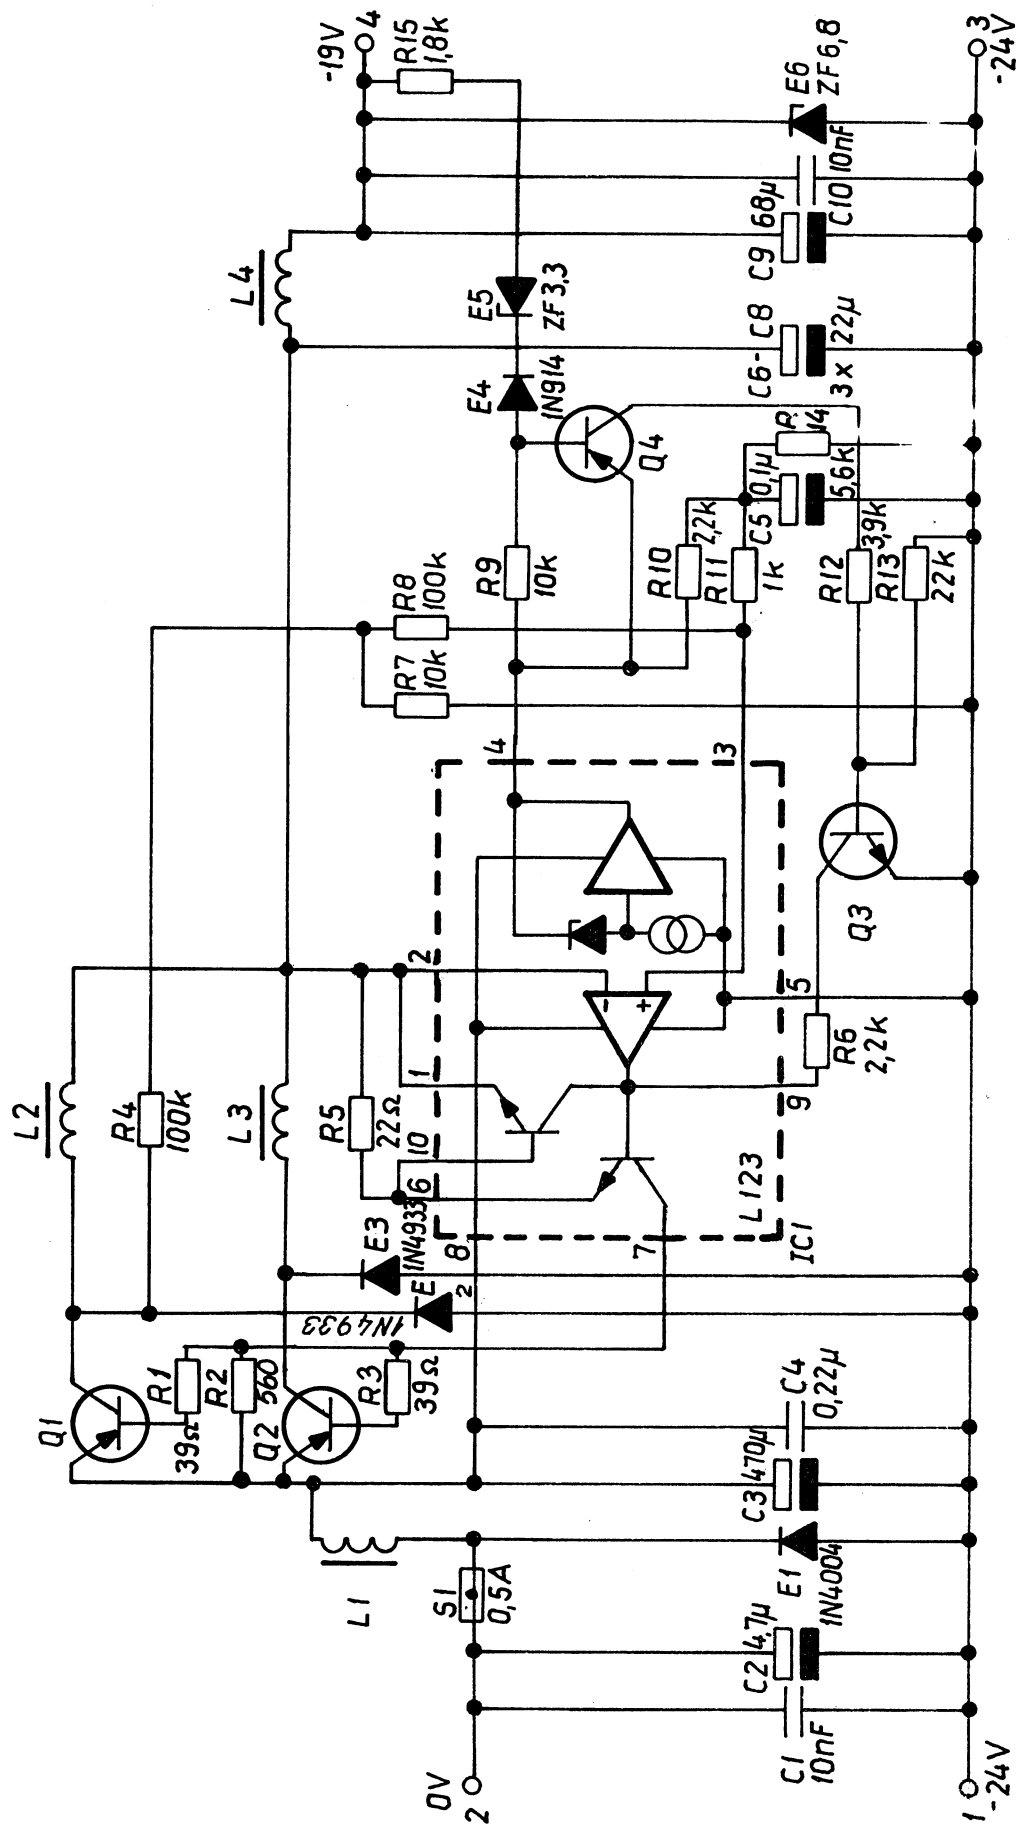 Q1
R1
39Ω
R2
560
Q2
R3
39Ω
L1
S1
0,5A
0V
2
C1
10nF
C2 4,7µ
E1
1N4004
C3 470µ
C4
0,22µ
1
-24V
L2
R4
100k
L3
R5
22Ω
E3
1N4933
E
2
1N4933
10
6
8
7
1
2
9
5
4
3
-
+
L123
IC1
R6
2,2k
Q3
R7
10k
R8
100k
R9
10k
R10
2,2k
R11
1k
R12
3,9k
R13
22k
C5
0,1µ
R
14
5,6k
Q4
E4
1N914
E5
ZF3,3
L4
C6- C8
3x 22µ
C9 68µ
C10 10nF
E6
ZF6,8
R15
1,8k
-19V
4
3
-24V